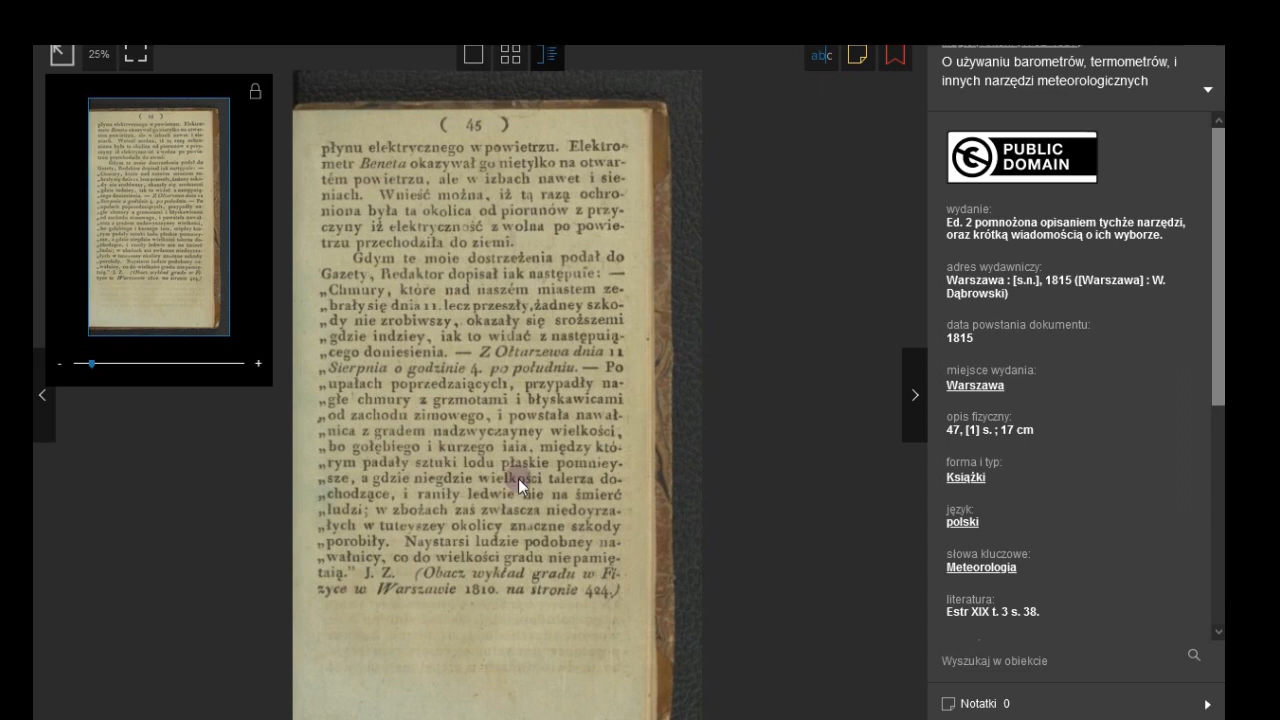 25%
abc
O używaniu barometrów, termometrów, i
innych narzędzi meteorologicznych
PUBLIC
DOMAIN
wydanie:
Ed. 2 pomnożona opisaniem tychże narzędzi,
oraz krótką wiadomością o ich wyborze.
adres wydawniczy:
Warszawa : [s.n.], 1815 ([Warszawa] : W.
Dąbrowski)
data powstania dokumentu:
1815
miejsce wydania:
Warszawa
opis fizyczny:
47, [1] s. ; 17 cm
forma i typ:
Książki
język:
polski
słowa kluczowe:
Meteorologia
literatura:
Estr XIX t. 3 s. 38.
Wyszukaj w obiekcie
Notatki 0
( 45 )
płynu elektrycznego w powietrzu. Elektro-
metr Beneta okazywał go nietylko na otwar-
tém powietrzu, ale w izbach nawet i sie-
niach. Wnieść można, iż tą razą ochro-
niona była ta okolica od piorunów z przy-
czyny iż elektryczność zwolna po powie-
trzu przechodziła do ziemi.
Gdym te moie dostrzeżenia podał do
Gazety, Redaktor dopisał iak następuie: —
„Chmury, które nad naszém miastem ze-
„brały się dnia 11. lecz przeszły, żadney szko-
„dy nie zrobiwszy, okazały się sroższemi
„gdzie indziey, iak to widać z następuią-
„cego doniesienia. — Z Ołtarzewa dnia 11
„Sierpnia o godzinie 4. po południu. — Po
„upałach poprzedzaiących, przypadły na-
„głe chmury z grzmotami i błyskawicami
„od zachodu zimowego, i powstała nawał-
„nica z gradem nadzwyczayney wielkości,
„bo gołębiego i kurzego iaia, między któ-
„rym padały sztuki lodu płaskie pomniey-
„sze, a gdzie niegdzie wielkości talerza do-
„chodzące, i raniły ledwie nie na śmierć
„ludzi; w zbożach zaś zwłaszcza niedoyrza-
„łych w tuteyszey okolicy znaczne szkody
„porobiły. Naystarsi ludzie podobney na-
„wałnicy, co do wielkości gradu nie pamię-
taią.” J. Z. (Obacz wykład gradu w Fi-
zyce w Warszawie 1810. na stronie 424.)